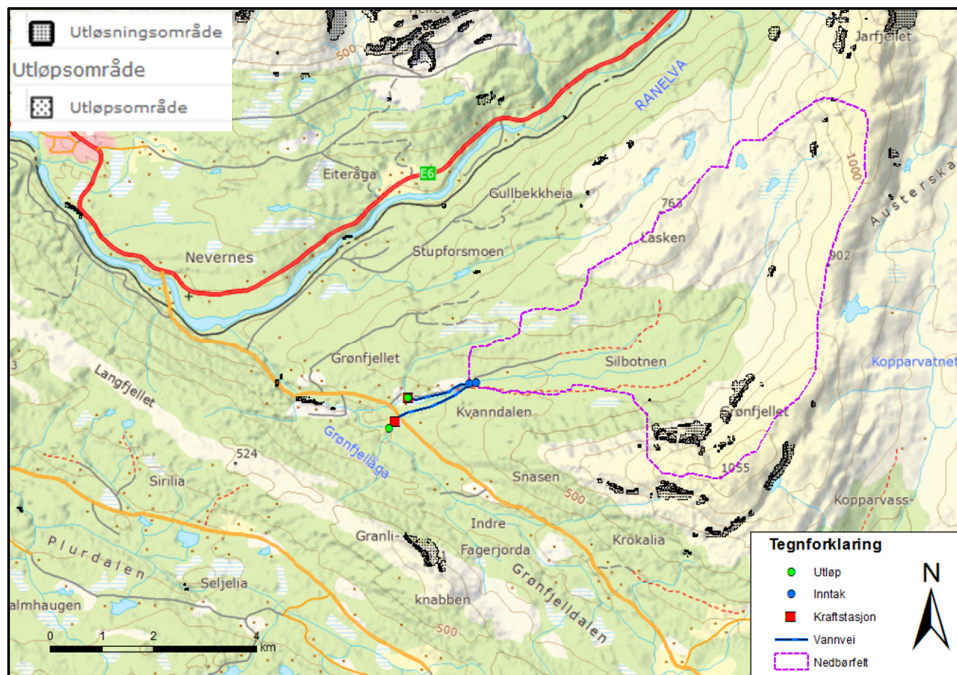 Utløsningsområde
Utløpsområde
Utløpsområde
500
Jarfjellet
RANELVA
1000
Eiteråga
E6
Gullbekkheia
Austerska
763
Låsken
Nevernes
Stupforsmoen
902
Grønfjellet
Silbotnen
Kopparvatnet
3
Langfjellet
Kvanndalen
Grønfjellet
Grønfjellåga
524
1055
Snasen
500
Sirilia
Kopparvass-
Indre
Granli-
Fagerjorda
Krokalia
Plurdalen
Seljelia
Grønfjelldalen
almhaugen
knabben
500
0 1 2 4
km
Tegnforklaring
Utløp
Inntak
Kraftstasjon
Vannvei
Nedbørfelt
N